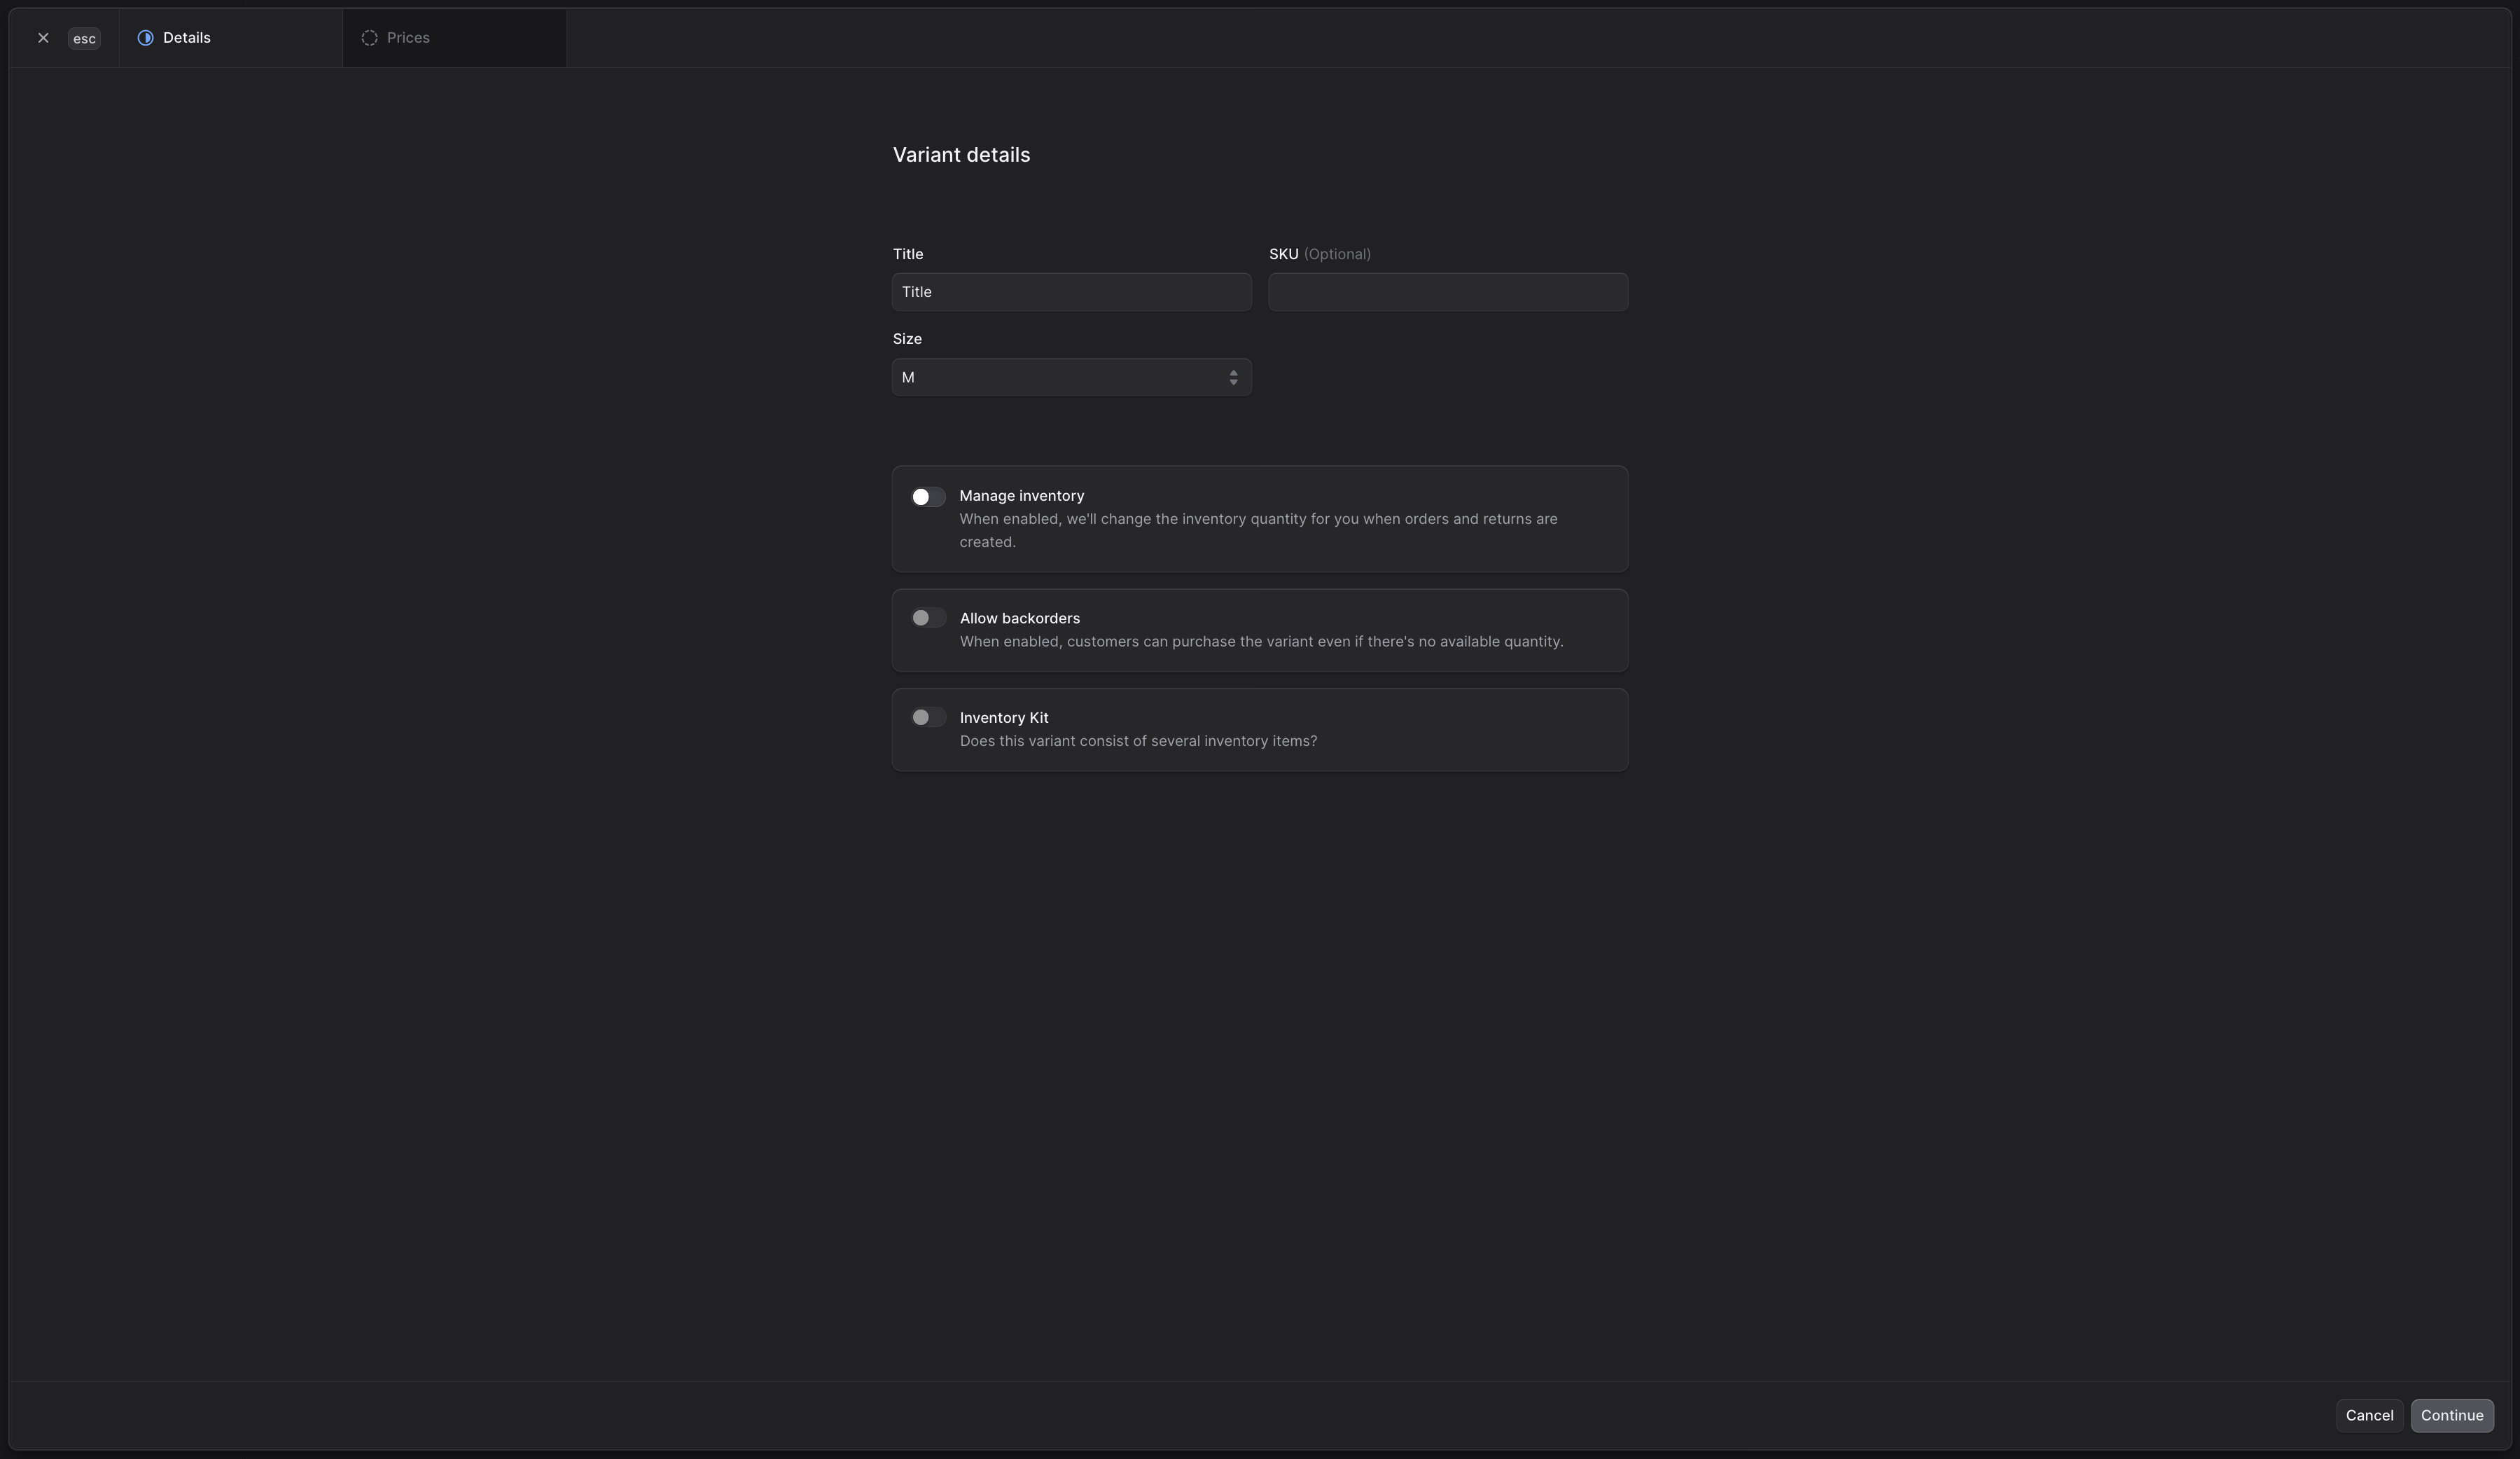 esc
Details
Prices
Variant details
Title
SKU (Optional)
Title
Size
M
Manage inventory
When enabled, we'll change the inventory quantity for you when orders and returns are
created.
Allow backorders
When enabled, customers can purchase the variant even if there's no available quantity.
Inventory Kit
Does this variant consist of several inventory items?
Cancel
Continue